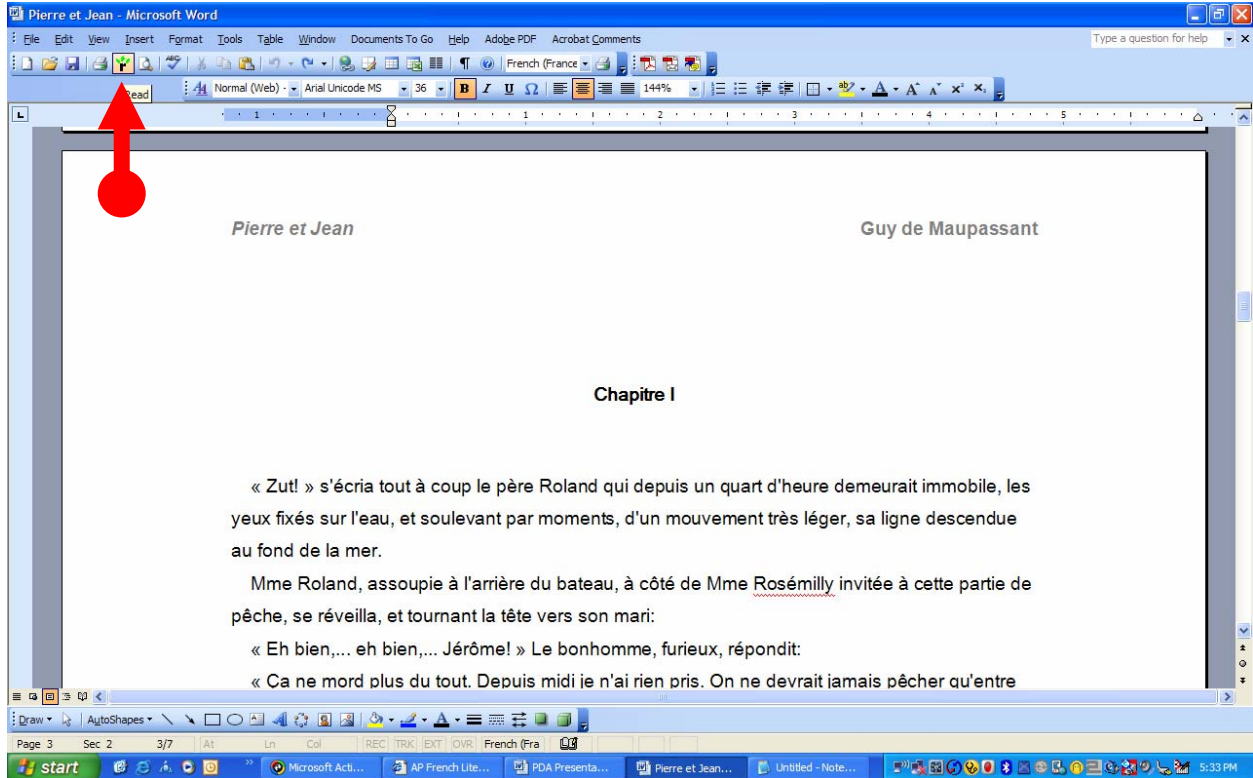 Pierre et Jean - Microsoft Word
File Edit View Insert Format Tools Table Window Documents To Go Help Adobe PDF Acrobat Comments Type a question for help
French (France
Read Normal (Web) - Arial Unicode MS 36 B I U Ω 144% A
1 1 2 3 4 5
Pierre et Jean Guy de Maupassant
Chapitre I
« Zut! » s'écria tout à coup le père Roland qui depuis un quart d'heure demeurait immobile, les
yeux fixés sur l'eau, et soulevant par moments, d'un mouvement très léger, sa ligne descendue
au fond de la mer.
Mme Roland, assoupie à l'arrière du bateau, à côté de Mme Rosémilly invitée à cette partie de
pêche, se réveilla, et tournant la tête vers son mari:
« Eh bien,... eh bien,... Jérôme! » Le bonhomme, furieux, répondit:
« Ça ne mord plus du tout. Depuis midi je n'ai rien pris. On ne devrait jamais pêcher qu'entre
Draw AutoShapes
Page 3 Sec 2 3/7 At Ln Col REC TRK EXT OVR French (Fra
start Microsoft Acti... AP French Lite... PDA Presenta... Pierre et Jean... Untitled - Note... 5:33 PM